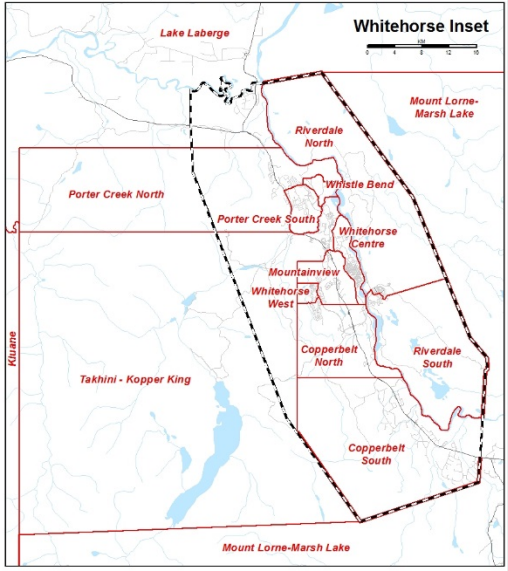 Whitehorse Inset
KM
0 4 8 12 16
Lake Laberge
Mount Lorne-
Marsh Lake
Riverdale
North
Whistle Bend
Porter Creek North
Porter Creek South
Whitehorse
Centre
Mountainview
Whitehorse
West
Kluane
Copperbelt
North
Riverdale
South
Takhini - Kopper King
Copperbelt
South
Mount Lorne-Marsh Lake